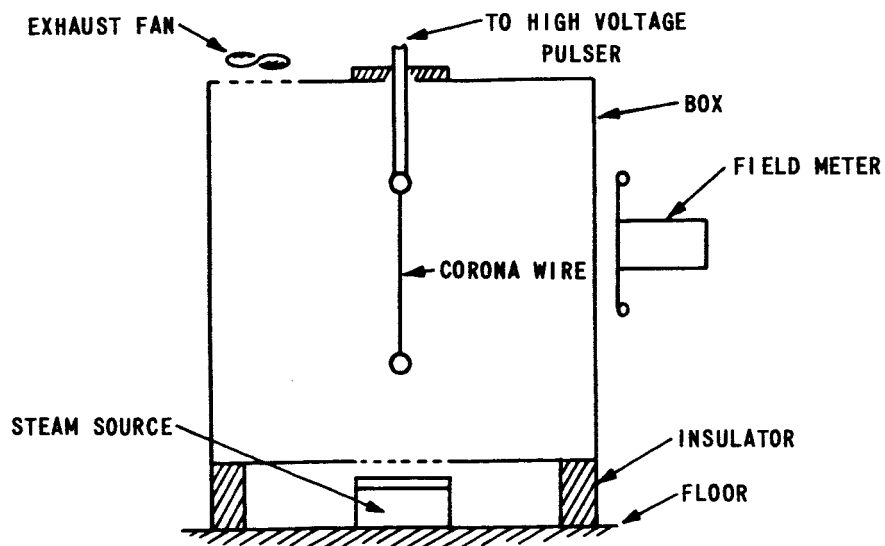 EXHAUST FAN
TO HIGH VOLTAGE
PULSER
BOX
FIELD METER
CORONA WIRE
STEAM SOURCE
INSULATOR
FLOOR